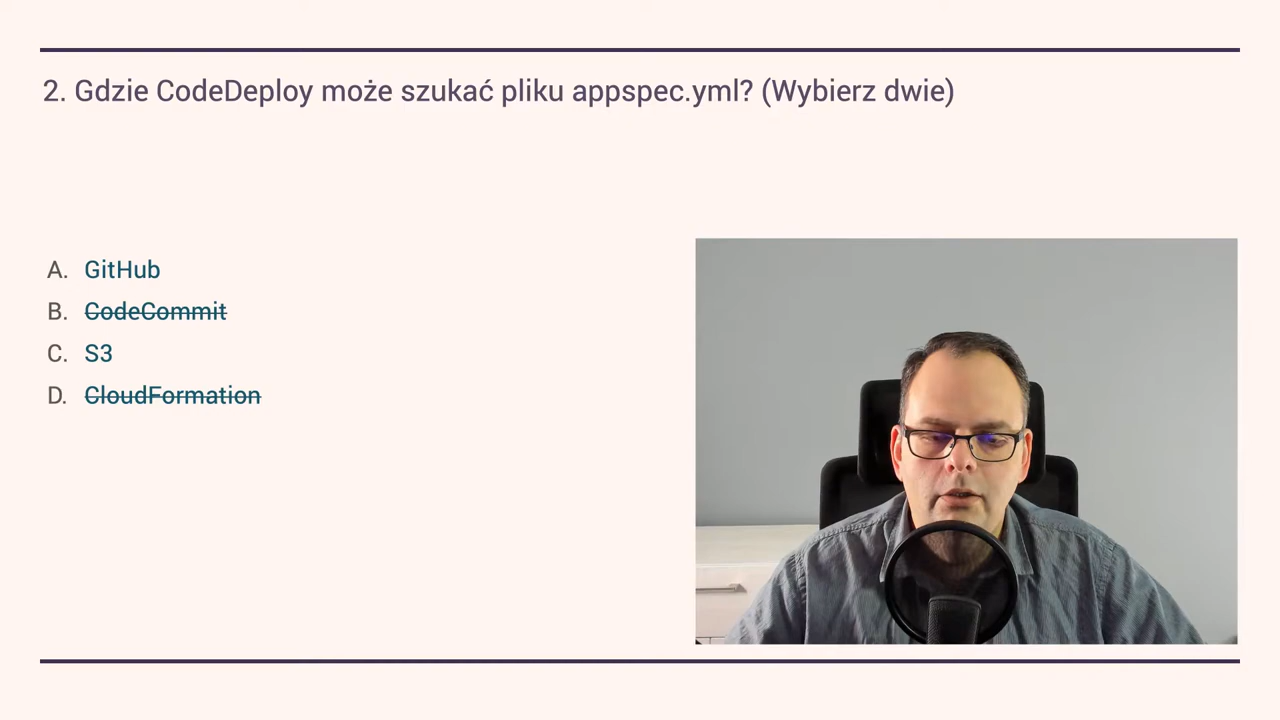 2. Gdzie CodeDeploy może szukać pliku appspec.yml? (Wybierz dwie)
A. GitHub
B. CodeCommit
C. S3
D. CloudFormation